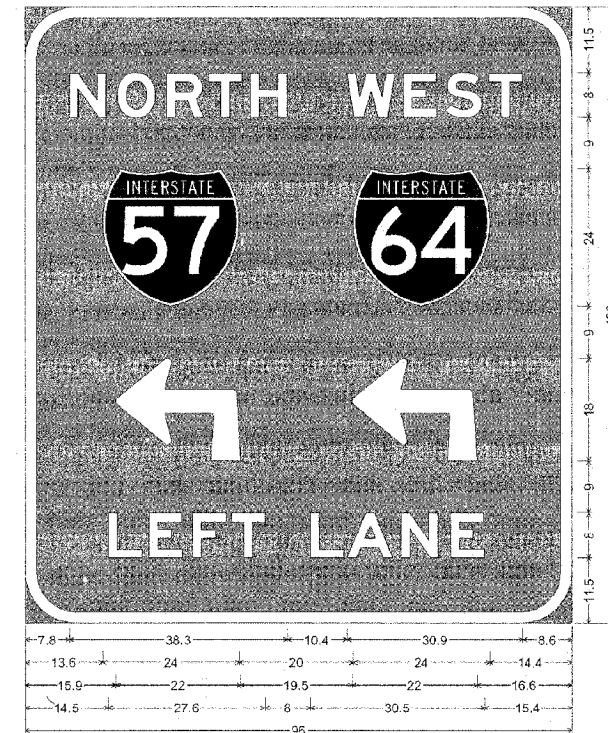 NORTH WEST
INTERSTATE INTERSTATE
57 64
LEFT LANE
11.5
8
9
24
9
18
9
8
11.5
7.8 38.3 10.4 30.9 8.6
13.6 24 20 24 14.4
15.9 22 19.5 22 16.6
14.5 27.6 8 30.5 15.4
96